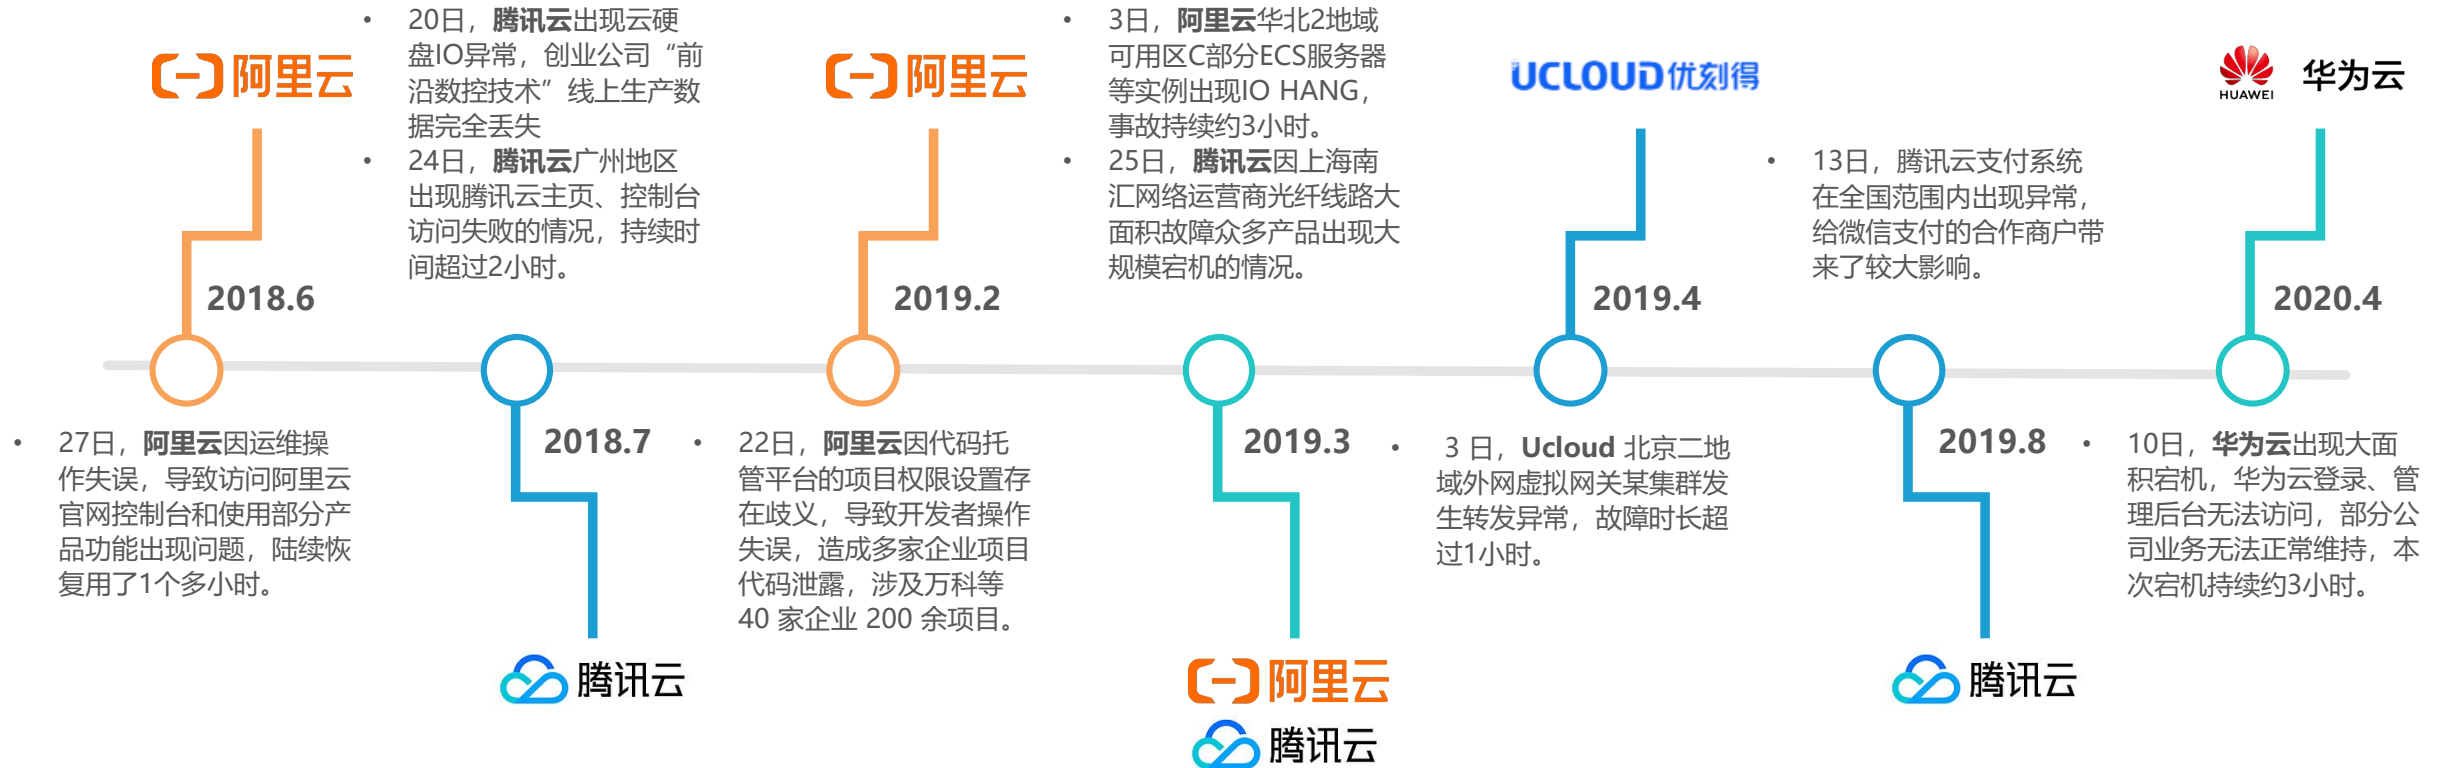 阿里云
2018.6
• 27日，阿里云因运维操
作失误，导致访问阿里云
官网控制台和使用部分产
品功能出现问题，陆续恢
复用了1个多小时。
• 20日，腾讯云出现云硬
盘IO异常，创业公司“前
沿数控技术”线上生产数
据完全丢失
• 24日，腾讯云广州地区
出现腾讯云主页、控制台
访问失败的情况，持续时
间超过2小时。
2018.7
腾讯云
阿里云
2019.2
• 22日，阿里云因代码托
管平台的项目权限设置存
在歧义，导致开发者操作
失误，造成多家企业项目
代码泄露，涉及万科等
40 家企业 200 余项目。
• 3日，阿里云华北2地域
可用区C部分ECS服务器
等实例出现IO HANG，
事故持续约3小时。
• 25日，腾讯云因上海南
汇网络运营商光纤线路大
面积故障众多产品出现大
规模宕机的情况。
2019.3
阿里云
腾讯云
UCLOUD优刻得
2019.4
• 3 日，Ucloud 北京二地
域外网虚拟网关某集群发
生转发异常，故障时长超
过1小时。
• 13日，腾讯云支付系统
在全国范围内出现异常，
给微信支付的合作商户带
来了较大影响。
2019.8
腾讯云
HUAWEI
华为云
2020.4
• 10日，华为云出现大面
积宕机，华为云登录、管
理后台无法访问，部分公
司业务无法正常维持，本
次宕机持续约3小时。